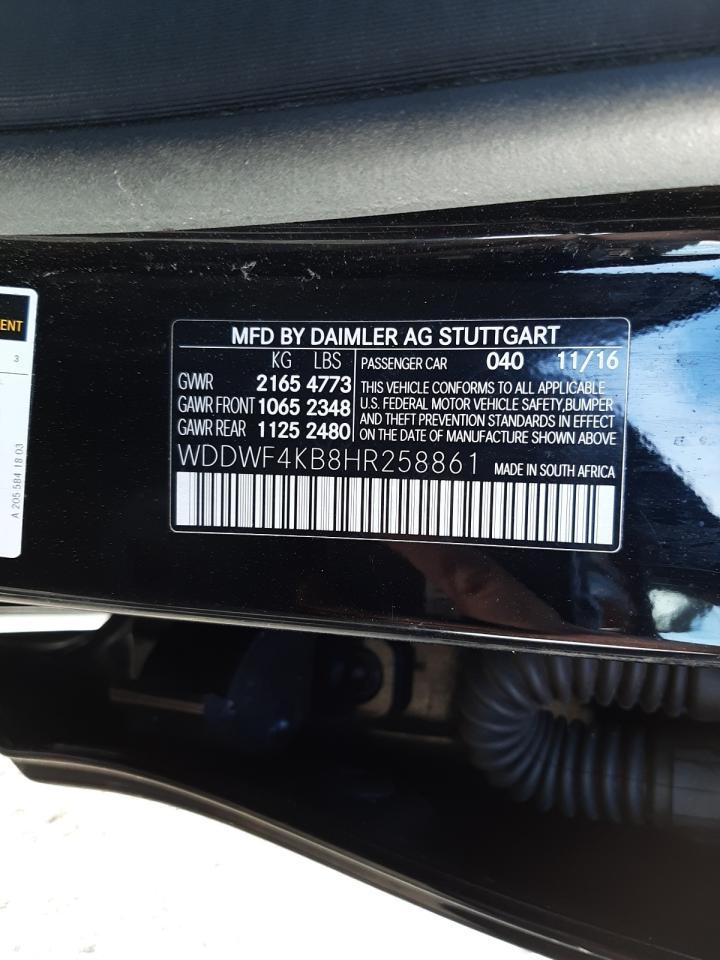 MFD BY DAIMLER AG STUTTGART
KG LBS
GVWR 2165 4773
GAWR FRONT 1065 2348
GAWR REAR 1125 2480
PASSENGER CAR 040 11/16
THIS VEHICLE CONFORMS TO ALL APPLICABLE
U.S. FEDERAL MOTOR VEHICLE SAFETY,BUMPER
AND THEFT PREVENTION STANDARDS IN EFFECT
ON THE DATE OF MANUFACTURE SHOWN ABOVE
WDDWF4KB8HR258861 MADE IN SOUTH AFRICA
3
A 205 584 18 03